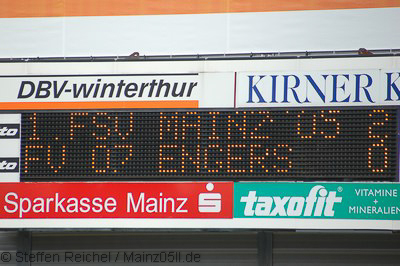 DBV-winterthur
KIRNER K
1.FSV MAINZ 05 2
FV 07 ENGERS 0
Sparkasse Mainz
taxofit VITAMINE +
MINERALIEN
© Steffen Reichel / Mainz05ll.de